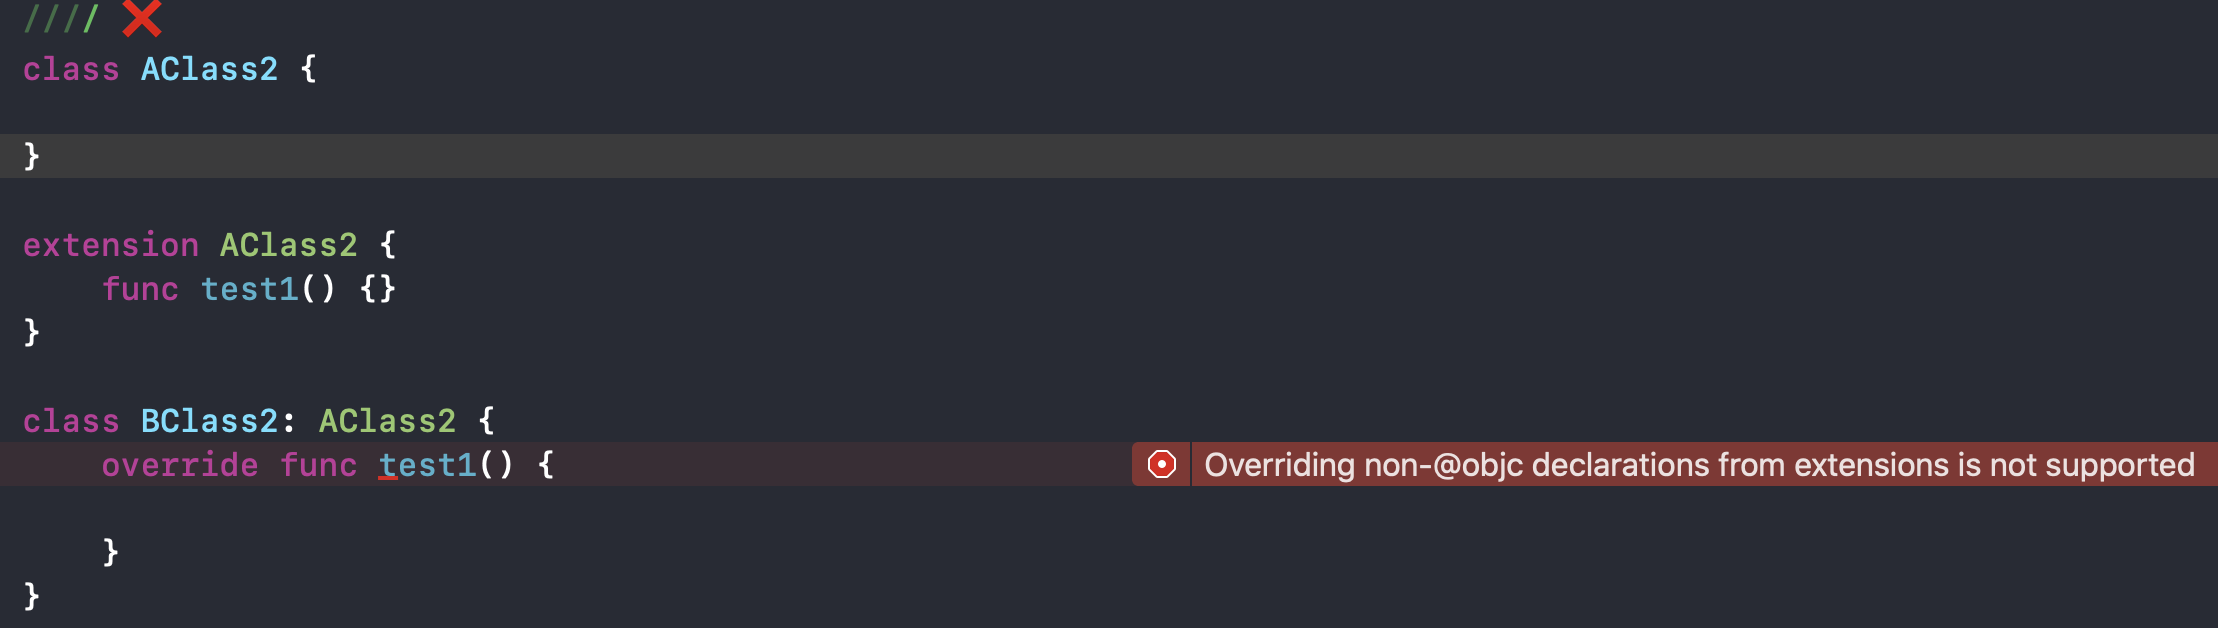 //// ❌
class AClass2 {
}
extension AClass2 {
    func test1() {}
}
class BClass2: AClass2 {
    override func test1() { Overriding non-@objc declarations from extensions is not supported
    }
}